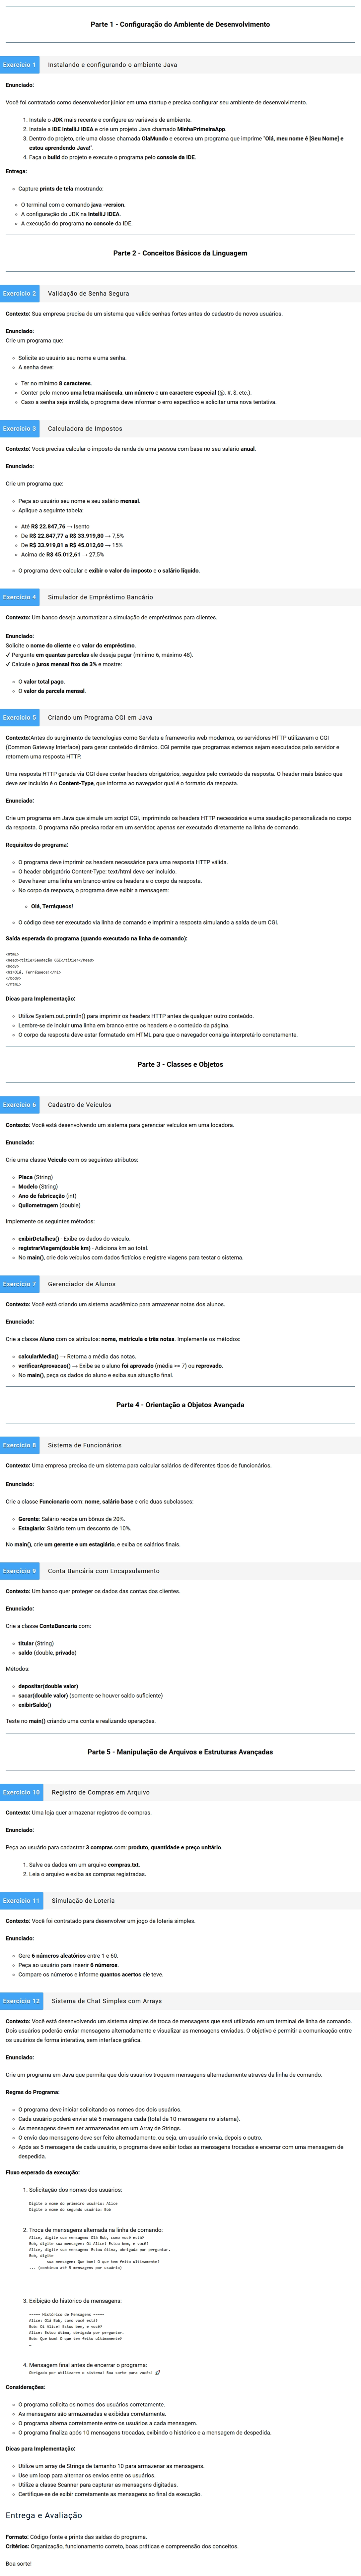 Parte 1 - Configuração do Ambiente de Desenvolvimento
Exercício 1 Instalando e configurando o ambiente Java
Enunciado:
Você foi contratado como desenvolvedor júnior em uma startup e precisa configurar seu ambiente de desenvolvimento.
1. Instale o JDK mais recente e configure as variáveis de ambiente.
2. Instale a IDE IntelliJ IDEA e crie um projeto Java chamado MinhaPrimeiraApp.
3. Dentro do projeto, crie uma classe chamada OlaMundo e escreva um programa que imprime "Olá, meu nome é [Seu Nome] e
estou aprendendo Java!".
4. Faça o build do projeto e execute o programa pelo console da IDE.
Entrega:
Capture prints de tela mostrando:
O terminal com o comando java -version.
A configuração do JDK na IntelliJ IDEA.
A execução do programa no console da IDE.
Parte 2 - Conceitos Básicos da Linguagem
Exercício 2 Validação de Senha Segura
Contexto: Sua empresa precisa de um sistema que valide senhas fortes antes do cadastro de novos usuários.
Enunciado:
Crie um programa que:
Solicite ao usuário seu nome e uma senha.
A senha deve:
Ter no mínimo 8 caracteres.
Conter pelo menos uma letra maiúscula, um número e um caractere especial (@, #, $, etc.).
Caso a senha seja inválida, o programa deve informar o erro específico e solicitar uma nova tentativa.
Exercício 3 Calculadora de Impostos
Contexto: Você precisa calcular o imposto de renda de uma pessoa com base no seu salário anual.
Enunciado:
Crie um programa que:
Peça ao usuário seu nome e seu salário mensal.
Aplique a seguinte tabela:
Até R$ 22.847,76 → Isento
De R$ 22.847,77 a R$ 33.919,80 → 7,5%
De R$ 33.919,81 a R$ 45.012,60 → 15%
Acima de R$ 45.012,61 → 27,5%
O programa deve calcular e exibir o valor do imposto e o salário líquido.
Exercício 4 Simulador de Empréstimo Bancário
Contexto: Um banco deseja automatizar a simulação de empréstimos para clientes.
Enunciado:
Solicite o nome do cliente e o valor do empréstimo.
✔ Pergunte em quantas parcelas ele deseja pagar (mínimo 6, máximo 48).
✔ Calcule o juros mensal fixo de 3% e mostre:
O valor total pago.
O valor da parcela mensal.
Exercício 5 Criando um Programa CGI em Java
Contexto:Antes do surgimento de tecnologias como Servlets e frameworks web modernos, os servidores HTTP utilizavam o CGI
(Common Gateway Interface) para gerar conteúdo dinâmico. CGI permite que programas externos sejam executados pelo servidor e
retornem uma resposta HTTP.
Uma resposta HTTP gerada via CGI deve conter headers obrigatórios, seguidos pelo conteúdo da resposta. O header mais básico que
deve ser incluído é o Content-Type, que informa ao navegador qual é o formato da resposta.
Enunciado:
Crie um programa em Java que simule um script CGI, imprimindo os headers HTTP necessários e uma saudação personalizada no corpo
da resposta. O programa não precisa rodar em um servidor, apenas ser executado diretamente na linha de comando.
Requisitos do programa:
O programa deve imprimir os headers necessários para uma resposta HTTP válida.
O header obrigatório Content-Type: text/html deve ser incluído.
Deve haver uma linha em branco entre os headers e o corpo da resposta.
No corpo da resposta, o programa deve exibir a mensagem:
Olá, Terráqueos!
O código deve ser executado via linha de comando e imprimir a resposta simulando a saída de um CGI.
Saída esperada do programa (quando executado na linha de comando):
<html>
<head><title>Saudação CGI</title></head>
<body>
<h1>Olá, Terráqueos!</h1>
</body>
</html>
Dicas para Implementação:
Utilize System.out.println() para imprimir os headers HTTP antes de qualquer outro conteúdo.
Lembre-se de incluir uma linha em branco entre os headers e o conteúdo da página.
O corpo da resposta deve estar formatado em HTML para que o navegador consiga interpretá-lo corretamente.
Parte 3 - Classes e Objetos
Exercício 6 Cadastro de Veículos
Contexto: Você está desenvolvendo um sistema para gerenciar veículos em uma locadora.
Enunciado:
Crie uma classe Veiculo com os seguintes atributos:
Placa (String)
Modelo (String)
Ano de fabricação (int)
Quilometragem (double)
Implemente os seguintes métodos:
exibirDetalhes() - Exibe os dados do veículo.
registrarViagem(double km) - Adiciona km ao total.
No main(), crie dois veículos com dados fictícios e registre viagens para testar o sistema.
Exercício 7 Gerenciador de Alunos
Contexto: Você está criando um sistema acadêmico para armazenar notas dos alunos.
Enunciado:
Crie a classe Aluno com os atributos: nome, matrícula e três notas. Implemente os métodos:
calcularMedia() → Retorna a média das notas.
verificarAprovacao() → Exibe se o aluno foi aprovado (média >= 7) ou reprovado.
No main(), peça os dados do aluno e exiba sua situação final.
Parte 4 - Orientação a Objetos Avançada
Exercício 8 Sistema de Funcionários
Contexto: Uma empresa precisa de um sistema para calcular salários de diferentes tipos de funcionários.
Enunciado:
Crie a classe Funcionario com: nome, salário base e crie duas subclasses:
Gerente: Salário recebe um bônus de 20%.
Estagiario: Salário tem um desconto de 10%.
No main(), crie um gerente e um estagiário, e exiba os salários finais.
Exercício 9 Conta Bancária com Encapsulamento
Contexto: Um banco quer proteger os dados das contas dos clientes.
Enunciado:
Crie a classe ContaBancaria com:
titular (String)
saldo (double, privado)
Métodos:
depositar(double valor)
sacar(double valor) (somente se houver saldo suficiente)
exibirSaldo()
Teste no main() criando uma conta e realizando operações.
Parte 5 - Manipulação de Arquivos e Estruturas Avançadas
Exercício 10 Registro de Compras em Arquivo
Contexto: Uma loja quer armazenar registros de compras.
Enunciado:
Peça ao usuário para cadastrar 3 compras com: produto, quantidade e preço unitário.
1. Salve os dados em um arquivo compras.txt.
2. Leia o arquivo e exiba as compras registradas.
Exercício 11 Simulação de Loteria
Contexto: Você foi contratado para desenvolver um jogo de loteria simples.
Enunciado:
Gere 6 números aleatórios entre 1 e 60.
Peça ao usuário para inserir 6 números.
Compare os números e informe quantos acertos ele teve.
Exercício 12 Sistema de Chat Simples com Arrays
Contexto: Você está desenvolvendo um sistema simples de troca de mensagens que será utilizado em um terminal de linha de comando.
Dois usuários poderão enviar mensagens alternadamente e visualizar as mensagens enviadas. O objetivo é permitir a comunicação entre
os usuários de forma interativa, sem interface gráfica.
Enunciado:
Crie um programa em Java que permita que dois usuários troquem mensagens alternadamente através da linha de comando.
Regras do Programa:
O programa deve iniciar solicitando os nomes dos dois usuários.
Cada usuário poderá enviar até 5 mensagens cada (total de 10 mensagens no sistema).
As mensagens devem ser armazenadas em um Array de Strings.
O envio das mensagens deve ser feito alternadamente, ou seja, um usuário envia, depois o outro.
Após as 5 mensagens de cada usuário, o programa deve exibir todas as mensagens trocadas e encerrar com uma mensagem de
despedida.
Fluxo esperado da execução:
1. Solicitação dos nomes dos usuários:
Digite o nome do primeiro usuário: Alice
Digite o nome do segundo usuário: Bob
2. Troca de mensagens alternada na linha de comando:
Alice, digite sua mensagem: Olá Bob, como você está?
Bob, digite sua mensagem: Oi Alice! Estou bem, e você?
Alice, digite sua mensagem: Estou ótima, obrigada por perguntar.
Bob, digite
sua mensagem: Que bom! O que tem feito ultimamente?
... (continua até 5 mensagens por usuário)
3. Exibição do histórico de mensagens:
===== Histórico de Mensagens =====
Alice: Olá Bob, como você está?
Bob: Oi Alice! Estou bem, e você?
Alice: Estou ótima, obrigada por perguntar.
Bob: Que bom! O que tem feito ultimamente?
…
4. Mensagem final antes de encerrar o programa:
Obrigado por utilizarem o sistema! Boa sorte para vocês! 🚀
Considerações:
O programa solicita os nomes dos usuários corretamente.
As mensagens são armazenadas e exibidas corretamente.
O programa alterna corretamente entre os usuários a cada mensagem.
O programa finaliza após 10 mensagens trocadas, exibindo o histórico e a mensagem de despedida.
Dicas para Implementação:
Utilize um array de Strings de tamanho 10 para armazenar as mensagens.
Use um loop para alternar os envios entre os usuários.
Utilize a classe Scanner para capturar as mensagens digitadas.
Certifique-se de exibir corretamente as mensagens ao final da execução.
Entrega e Avaliação
Formato: Código-fonte e prints das saídas do programa.
Critérios: Organização, funcionamento correto, boas práticas e compreensão dos conceitos.
Boa sorte!